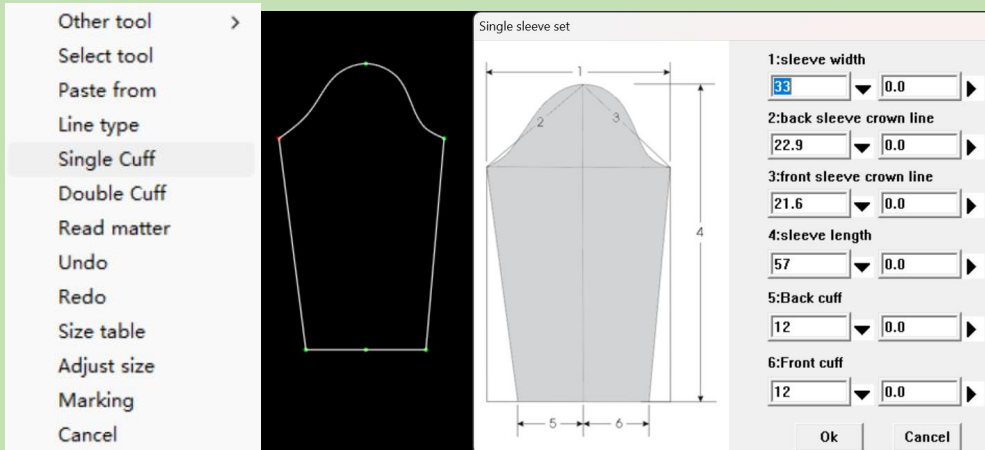 Other tool >
Select tool
Paste from
Line type
Single Cuff
Double Cuff
Read matter
Undo
Redo
Size table
Adjust size
Marking
Cancel
Single sleeve set
1
2
3
4
5
6
1:sleeve width
33 0.0
2:back sleeve crown line
22.9 0.0
3:front sleeve crown line
21.6 0.0
4:sleeve length
57 0.0
5:Back cuff
12 0.0
6:Front cuff
12 0.0
Ok Cancel